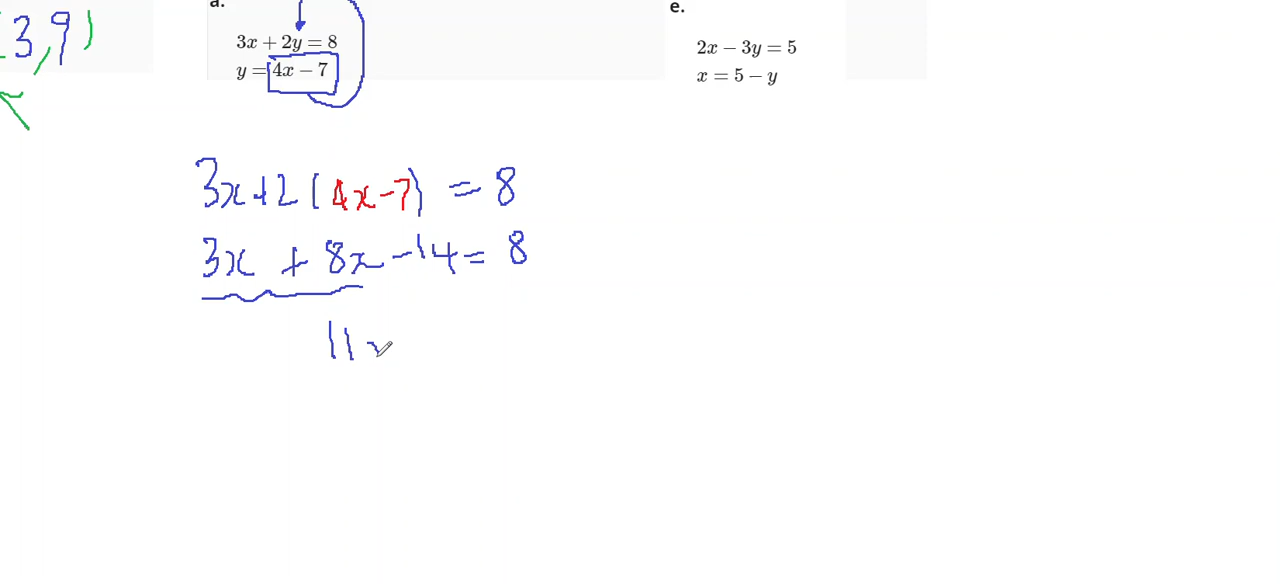 3,9)
a.
3x + 2y = 8
y = 4x − 7
e.
2x − 3y = 5
x = 5 − y
3x+2(4x-7) = 8
3x + 8x -14 = 8
11x